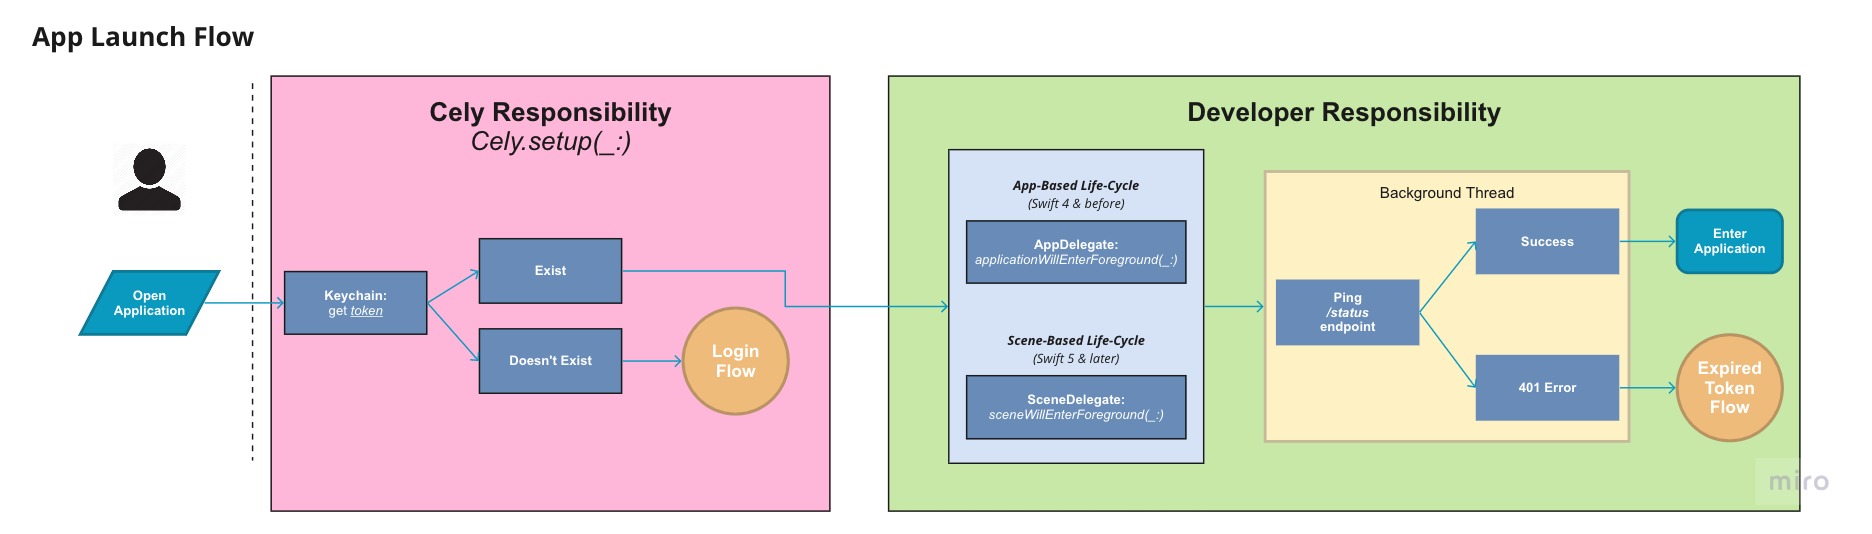 App Launch Flow
Cely Responsibility
Cely.setup(_:)
Open
Application
Keychain:
get token
Exist
Doesn't Exist
Login
Flow
Developer Responsibility
App-Based Life-Cycle
(Swift 4 & before)
AppDelegate:
applicationWillEnterForeground(_:)
Scene-Based Life-Cycle
(Swift 5 & later)
SceneDelegate:
sceneWillEnterForeground(_:)
Background Thread
Ping
/status
endpoint
Success
401 Error
Enter
Application
Expired
Token
Flow
miro